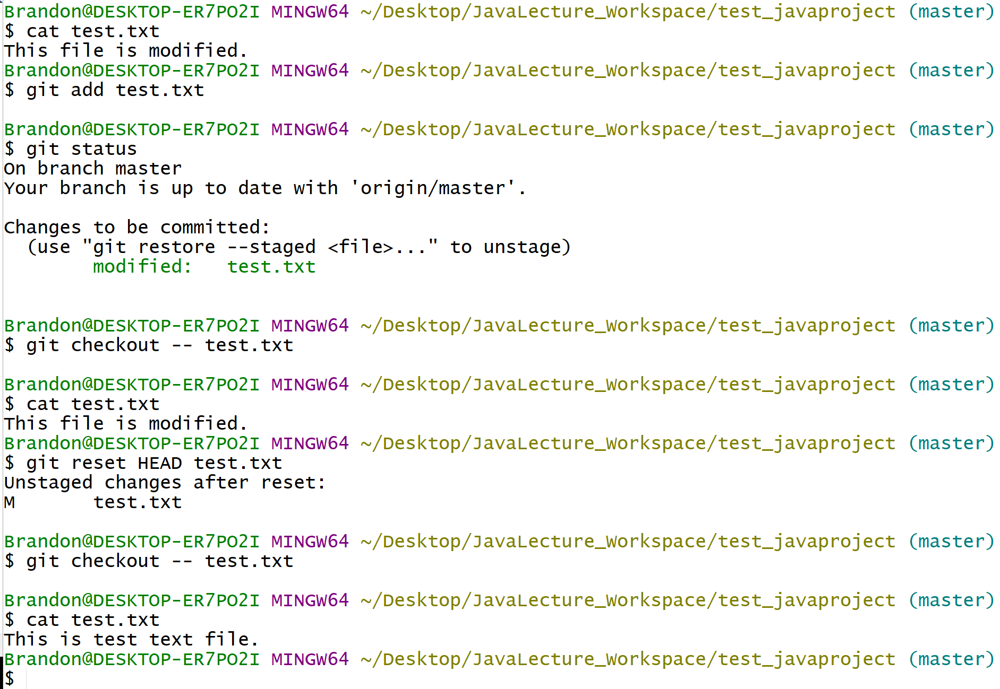 Brandon@DESKTOP-ER7PO2I MINGW64 ~/Desktop/JavaLecture_Workspace/test_javaproject (master)
$ cat test.txt
This file is modified.
Brandon@DESKTOP-ER7PO2I MINGW64 ~/Desktop/JavaLecture_Workspace/test_javaproject (master)
$ git add test.txt
Brandon@DESKTOP-ER7PO2I MINGW64 ~/Desktop/JavaLecture_Workspace/test_javaproject (master)
$ git status
On branch master
Your branch is up to date with 'origin/master'.
Changes to be committed:
  (use "git restore --staged <file>..." to unstage)
        modified:   test.txt
Brandon@DESKTOP-ER7PO2I MINGW64 ~/Desktop/JavaLecture_Workspace/test_javaproject (master)
$ git checkout -- test.txt
Brandon@DESKTOP-ER7PO2I MINGW64 ~/Desktop/JavaLecture_Workspace/test_javaproject (master)
$ cat test.txt
This file is modified.
Brandon@DESKTOP-ER7PO2I MINGW64 ~/Desktop/JavaLecture_Workspace/test_javaproject (master)
$ git reset HEAD test.txt
Unstaged changes after reset:
M       test.txt
Brandon@DESKTOP-ER7PO2I MINGW64 ~/Desktop/JavaLecture_Workspace/test_javaproject (master)
$ git checkout -- test.txt
Brandon@DESKTOP-ER7PO2I MINGW64 ~/Desktop/JavaLecture_Workspace/test_javaproject (master)
$ cat test.txt
This is test text file.
Brandon@DESKTOP-ER7PO2I MINGW64 ~/Desktop/JavaLecture_Workspace/test_javaproject (master)
$